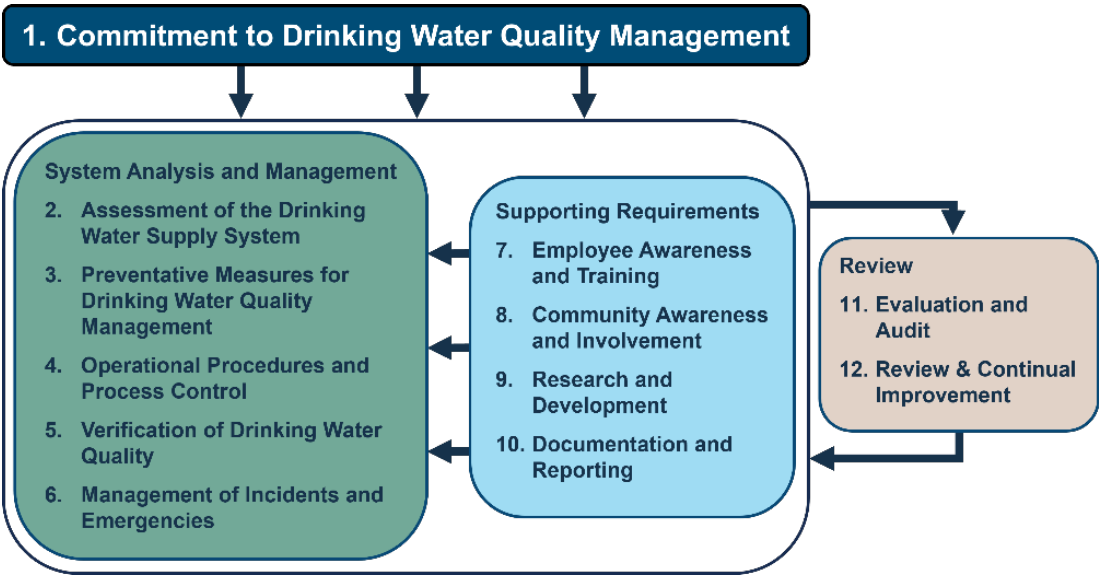 1. Commitment to Drinking Water Quality Management
System Analysis and Management
2. Assessment of the Drinking
Water Supply System
3. Preventative Measures for
Drinking Water Quality
Management
4. Operational Procedures and
Process Control
5. Verification of Drinking Water
Quality
6. Management of Incidents and
Emergencies
Supporting Requirements
7. Employee Awareness
and Training
8. Community Awareness
and Involvement
9. Research and
Development
10. Documentation and
Reporting
Review
11. Evaluation and
Audit
12. Review & Continual
Improvement